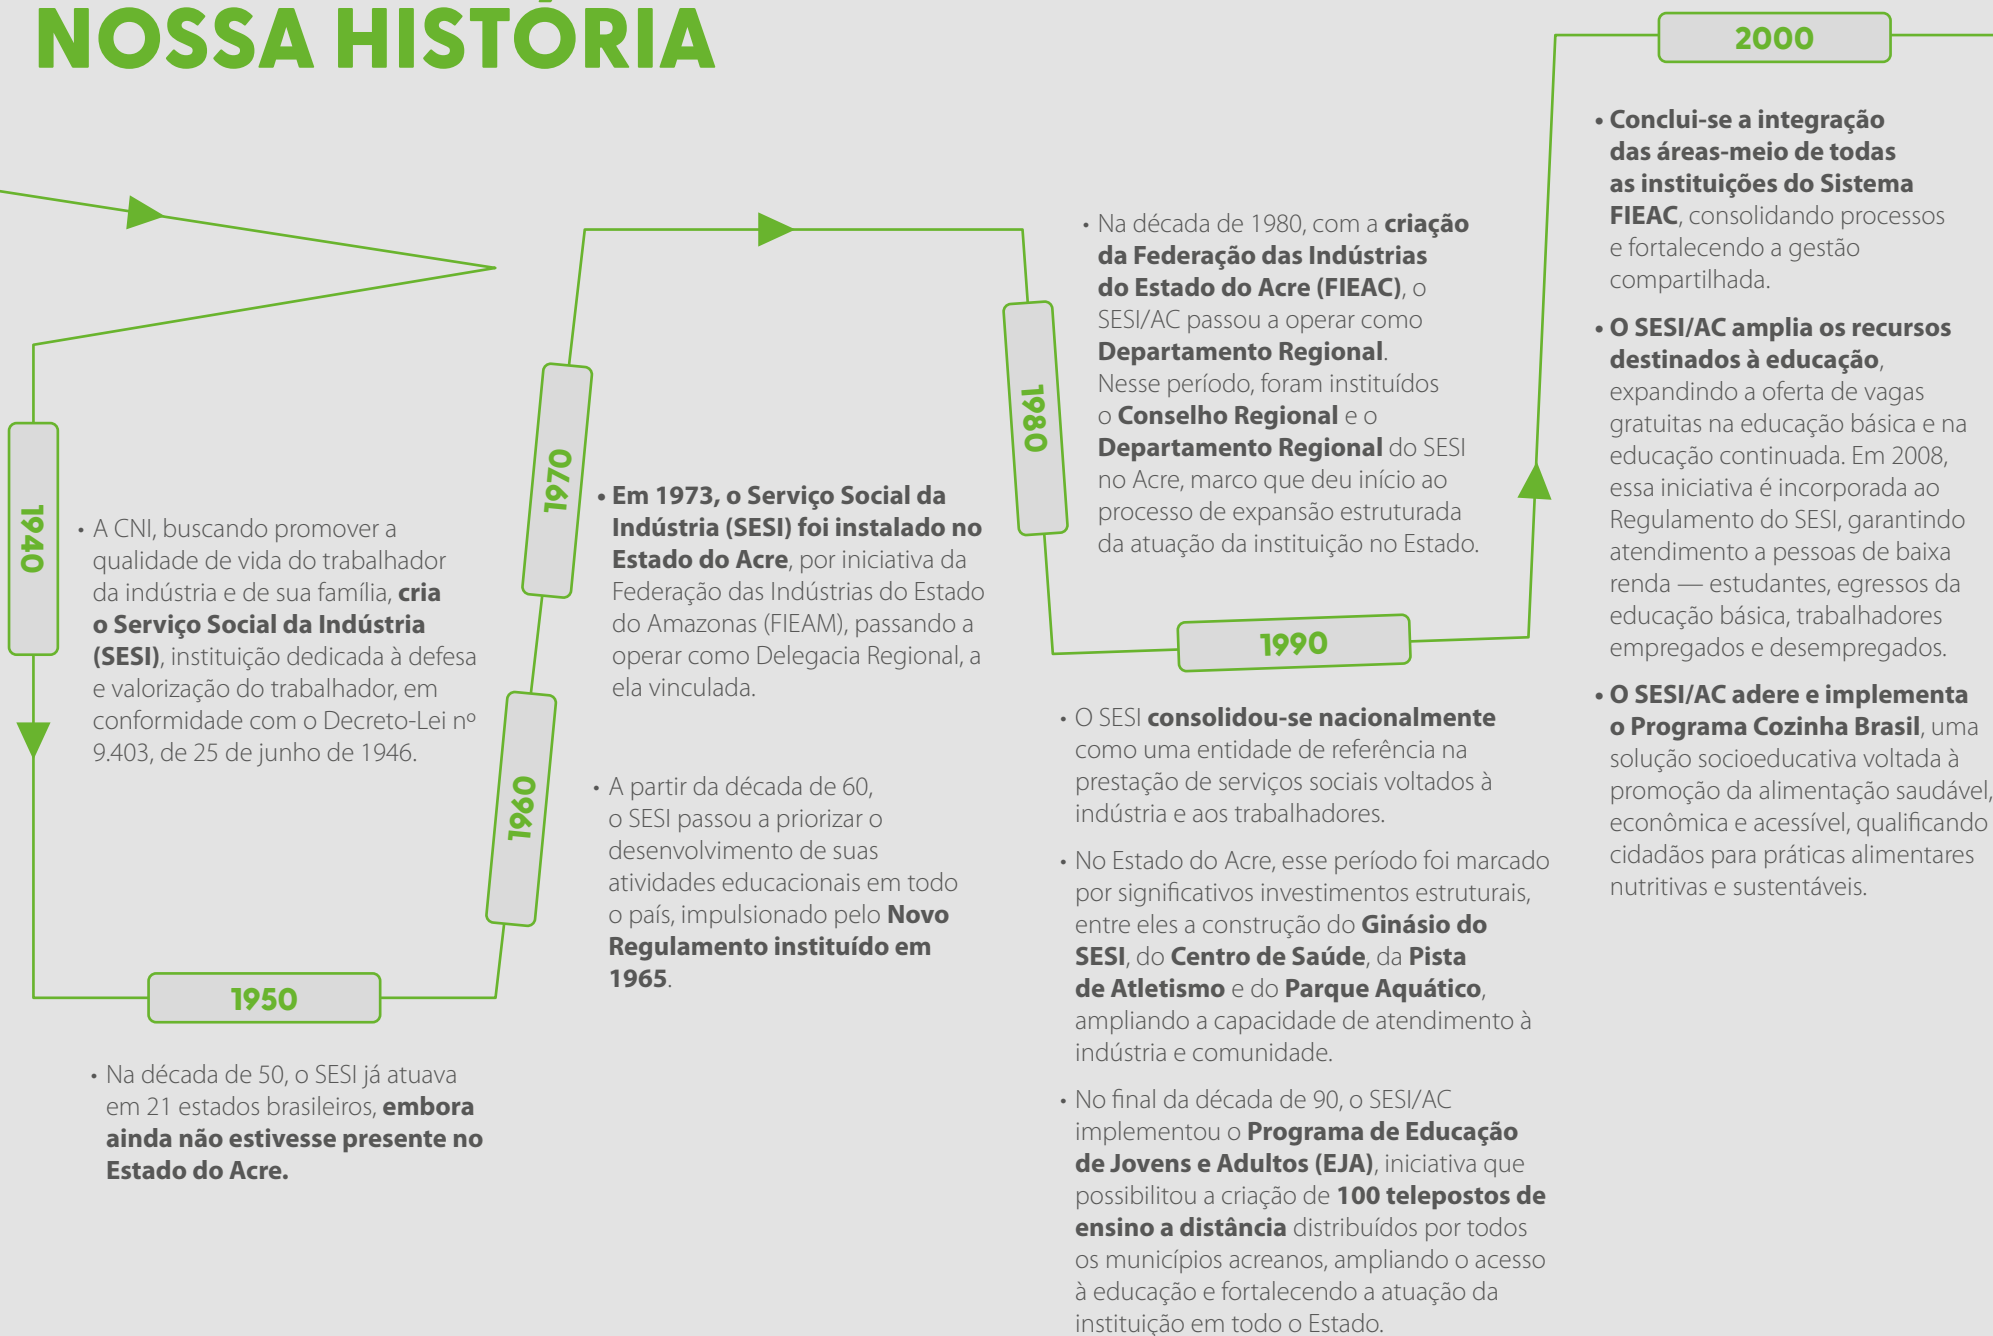 NOSSA HISTÓRIA
1940
• A CNI, buscando promover a
qualidade de vida do trabalhador
da indústria e de sua família, cria
o Serviço Social da Indústria
(SESI), instituição dedicada à defesa
e valorização do trabalhador, em
conformidade com o Decreto-Lei nº
9.403, de 25 de junho de 1946.
1950
• Na década de 50, o SESI já atuava
em 21 estados brasileiros, embora
ainda não estivesse presente no
Estado do Acre.
1960
• A partir da década de 60,
o SESI passou a priorizar o
desenvolvimento de suas
atividades educacionais em todo
o país, impulsionado pelo Novo
Regulamento instituído em
1965.
1970
• Em 1973, o Serviço Social da
Indústria (SESI) foi instalado no
Estado do Acre, por iniciativa da
Federação das Indústrias do Estado
do Amazonas (FIEAM), passando a
operar como Delegacia Regional, a
ela vinculada.
1980
• Na década de 1980, com a criação
da Federação das Indústrias
do Estado do Acre (FIEAC), o
SESI/AC passou a operar como
Departamento Regional.
Nesse período, foram instituídos
o Conselho Regional e o
Departamento Regional do SESI
no Acre, marco que deu início ao
processo de expansão estruturada
da atuação da instituição no Estado.
1990
• O SESI consolidou-se nacionalmente
como uma entidade de referência na
prestação de serviços sociais voltados à
indústria e aos trabalhadores.
• No Estado do Acre, esse período foi marcado
por significativos investimentos estruturais,
entre eles a construção do Ginásio do
SESI, do Centro de Saúde, da Pista
de Atletismo e do Parque Aquático,
ampliando a capacidade de atendimento à
indústria e comunidade.
• No final da década de 90, o SESI/AC
implementou o Programa de Educação
de Jovens e Adultos (EJA), iniciativa que
possibilitou a criação de 100 telepostos de
ensino a distância distribuídos por todos
os municípios acreanos, ampliando o acesso
à educação e fortalecendo a atuação da
instituição em todo o Estado.
2000
• Conclui-se a integração
das áreas-meio de todas
as instituições do Sistema
FIEAC, consolidando processos
e fortalecendo a gestão
compartilhada.
• O SESI/AC amplia os recursos
destinados à educação,
expandindo a oferta de vagas
gratuitas na educação básica e na
educação continuada. Em 2008,
essa iniciativa é incorporada ao
Regulamento do SESI, garantindo
atendimento a pessoas de baixa
renda — estudantes, egressos da
educação básica, trabalhadores
empregados e desempregados.
• O SESI/AC adere e implementa
o Programa Cozinha Brasil, uma
solução socioeducativa voltada à
promoção da alimentação saudável,
econômica e acessível, qualificando
cidadãos para práticas alimentares
nutritivas e sustentáveis.